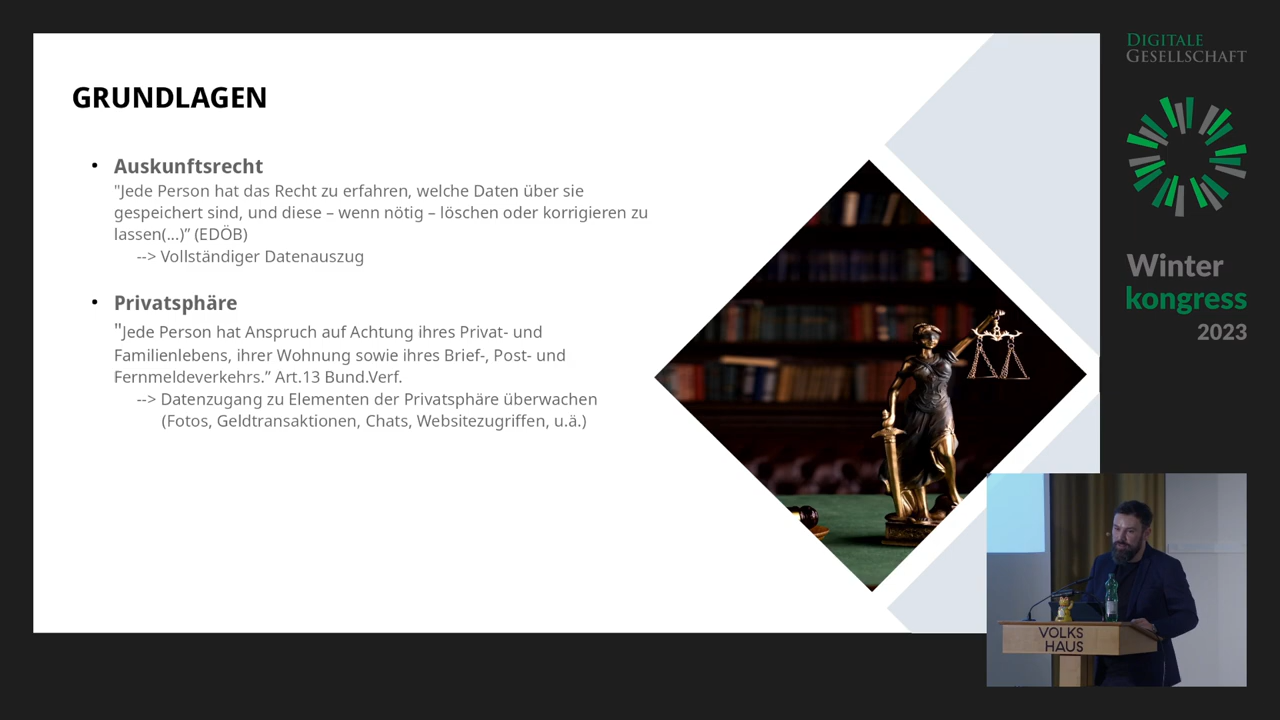 GRUNDLAGEN
• Auskunftsrecht
"Jede Person hat das Recht zu erfahren, welche Daten über sie
gespeichert sind, und diese – wenn nötig – löschen oder korrigieren zu
lassen(...)” (EDÖB)
--> Vollständiger Datenauszug
• Privatsphäre
"Jede Person hat Anspruch auf Achtung ihres Privat- und
Familienlebens, ihrer Wohnung sowie ihres Brief-, Post- und
Fernmeldeverkehrs.” Art.13 Bund.Verf.
--> Datenzugang zu Elementen der Privatsphäre überwachen
(Fotos, Geldtransaktionen, Chats, Websitezugriffen, u.ä.)
DIGITALE
GESELLSCHAFT
Winter
kongress
2023
VOLKS
HAUS